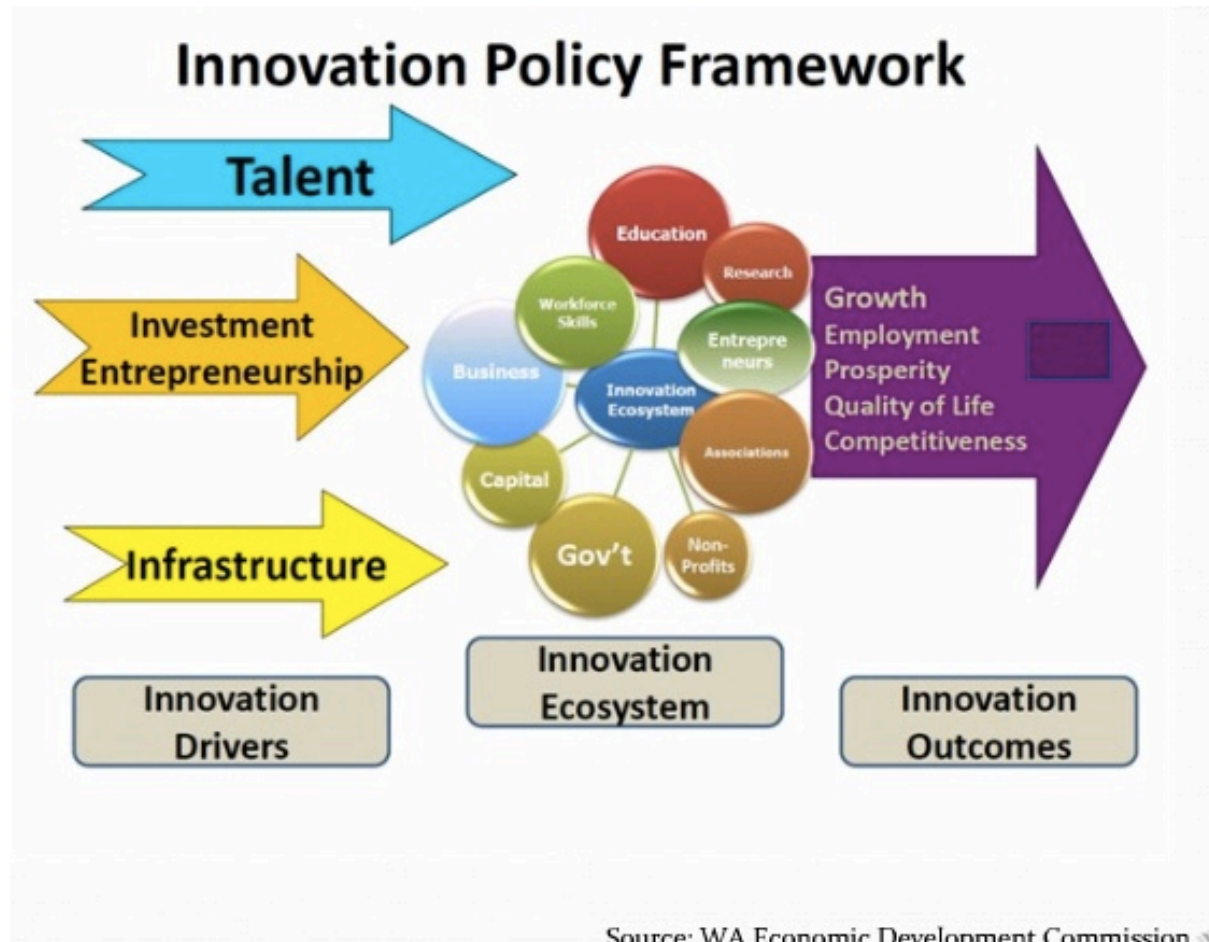 Innovation Policy Framework
Talent
Investment
Entrepreneurship
Infrastructure
Education
Research
Workforce
Skills
Entrepre
neurs
Business
Innovation
Ecosystem
Associations
Capital
Gov't
Non-
Profits
Growth
Employment
Prosperity
Quality of Life
Competitiveness
Innovation
Drivers
Innovation
Ecosystem
Innovation
Outcomes
Source: WA Economic Development Commission